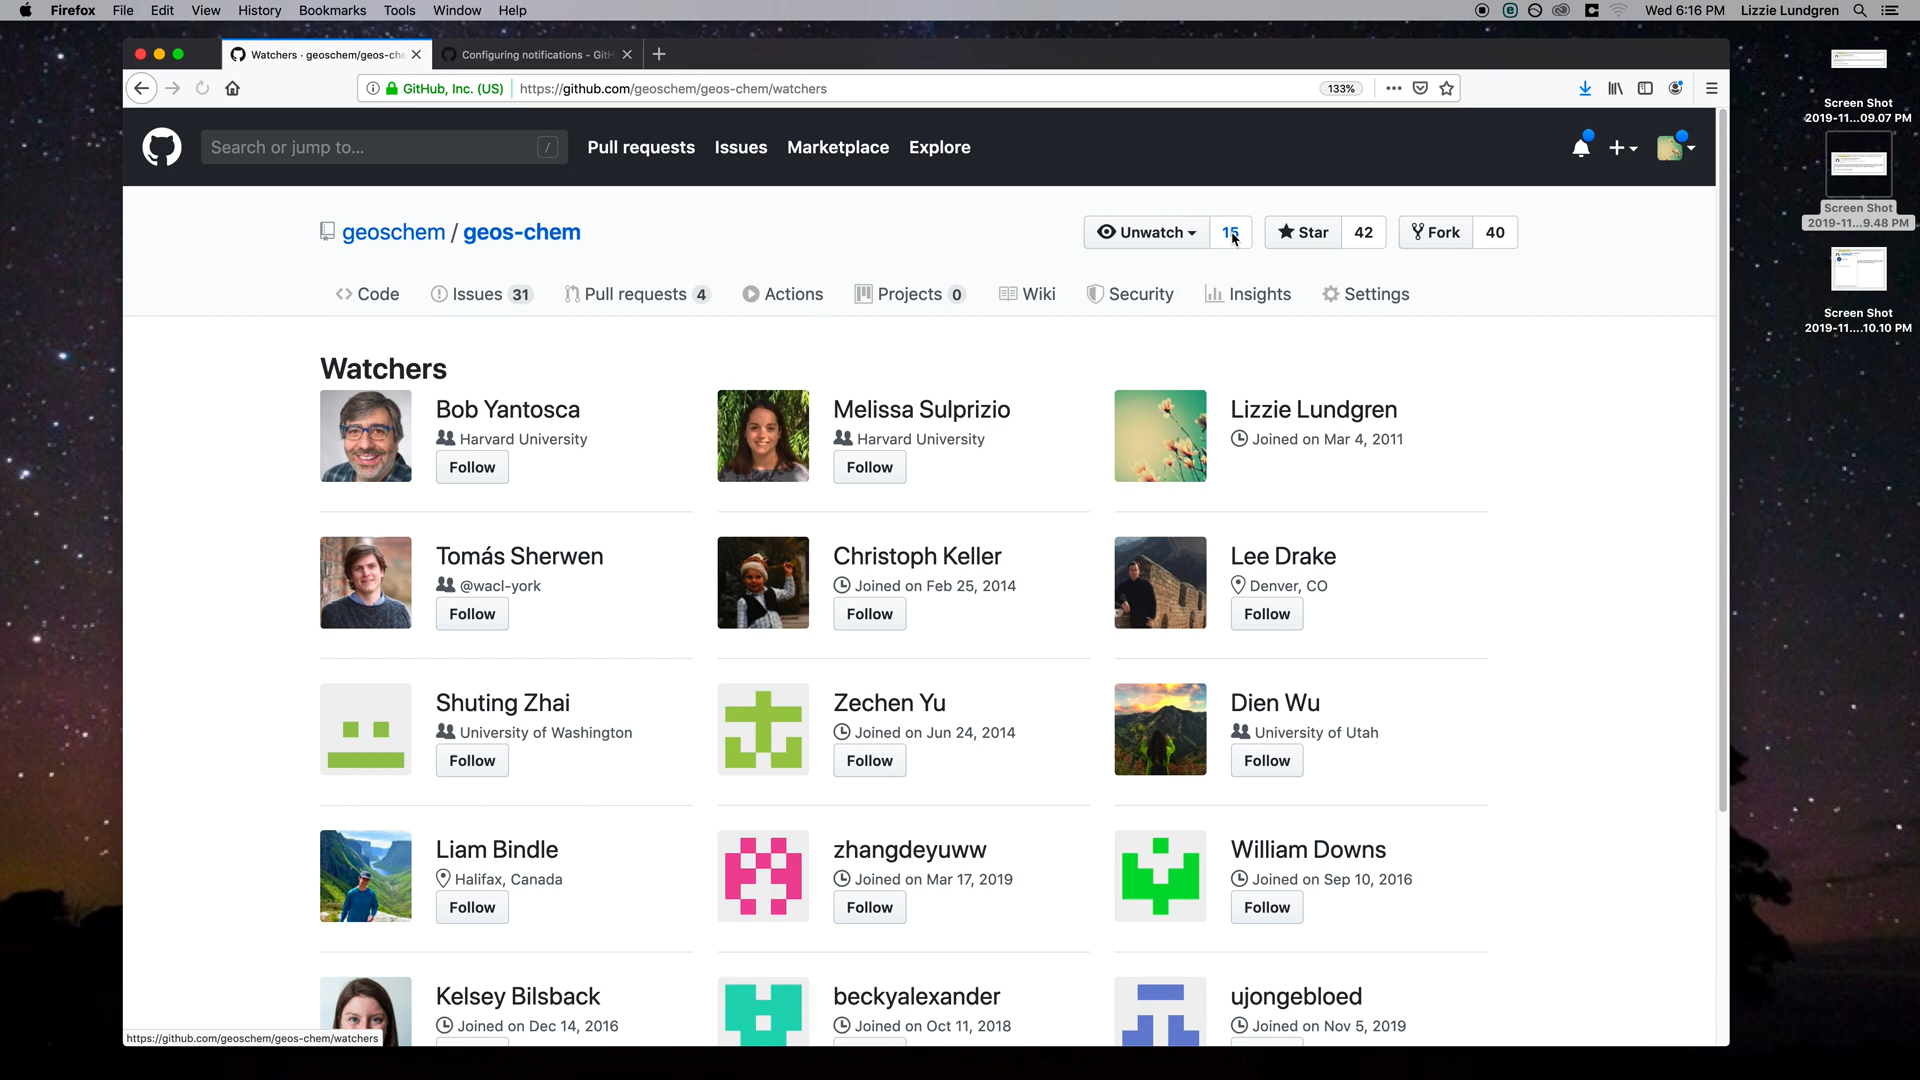 Firefox File Edit View History Bookmarks Tools Window Help Wed 6:16 PM Lizzie Lundgren
Watchers · geoschem/geos-che Configuring notifications - GitH
GitHub, Inc. (US) https://github.com/geoschem/geos-chem/watchers 133%
Search or jump to... / Pull requests Issues Marketplace Explore
geoschem / geos-chem Unwatch 15 Star 42 Fork 40
Code Issues 31 Pull requests 4 Actions Projects 0 Wiki Security Insights Settings
Watchers
Bob Yantosca Melissa Sulprizio Lizzie Lundgren
Harvard University Harvard University Joined on Mar 4, 2011
Follow Follow
Tomás Sherwen Christoph Keller Lee Drake
@wacl-york Joined on Feb 25, 2014 Denver, CO
Follow Follow Follow
Shuting Zhai Zechen Yu Dien Wu
University of Washington Joined on Jun 24, 2014 University of Utah
Follow Follow Follow
Liam Bindle zhangdeyuww William Downs
Halifax, Canada Joined on Mar 17, 2019 Joined on Sep 10, 2016
Follow Follow Follow
Kelsey Bilsback beckyalexander ujongebloed
Joined on Dec 14, 2016 Joined on Oct 11, 2018 Joined on Nov 5, 2019
https://github.com/geoschem/geos-chem/watchers
Screen Shot
2019-11...09.07 PM
Screen Shot
2019-11...9.48 PM
Screen Shot
2019-11....10.10 PM